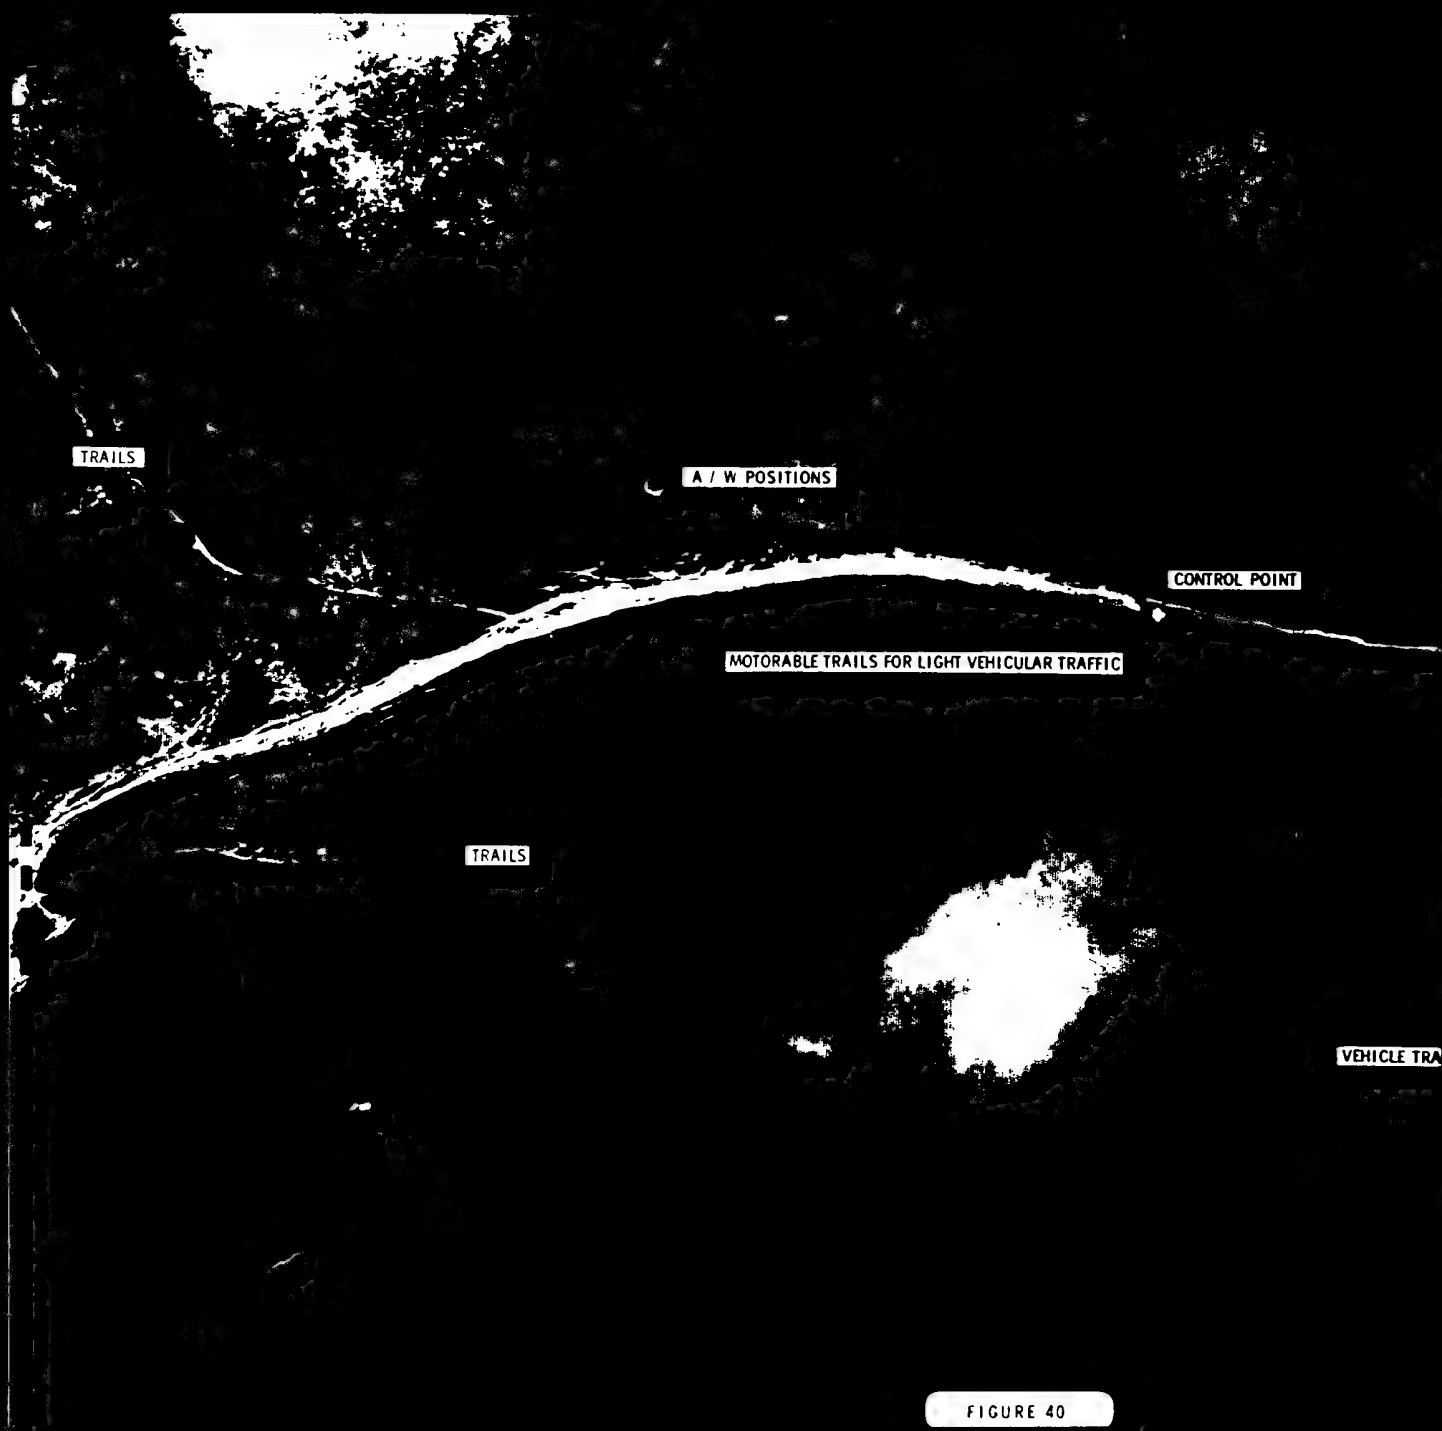 TRAILS
A / W POSITIONS
CONTROL POINT
MOTORABLE TRAILS FOR LIGHT VEHICULAR TRAFFIC
TRAILS
VEHICLE TRA
FIGURE 40